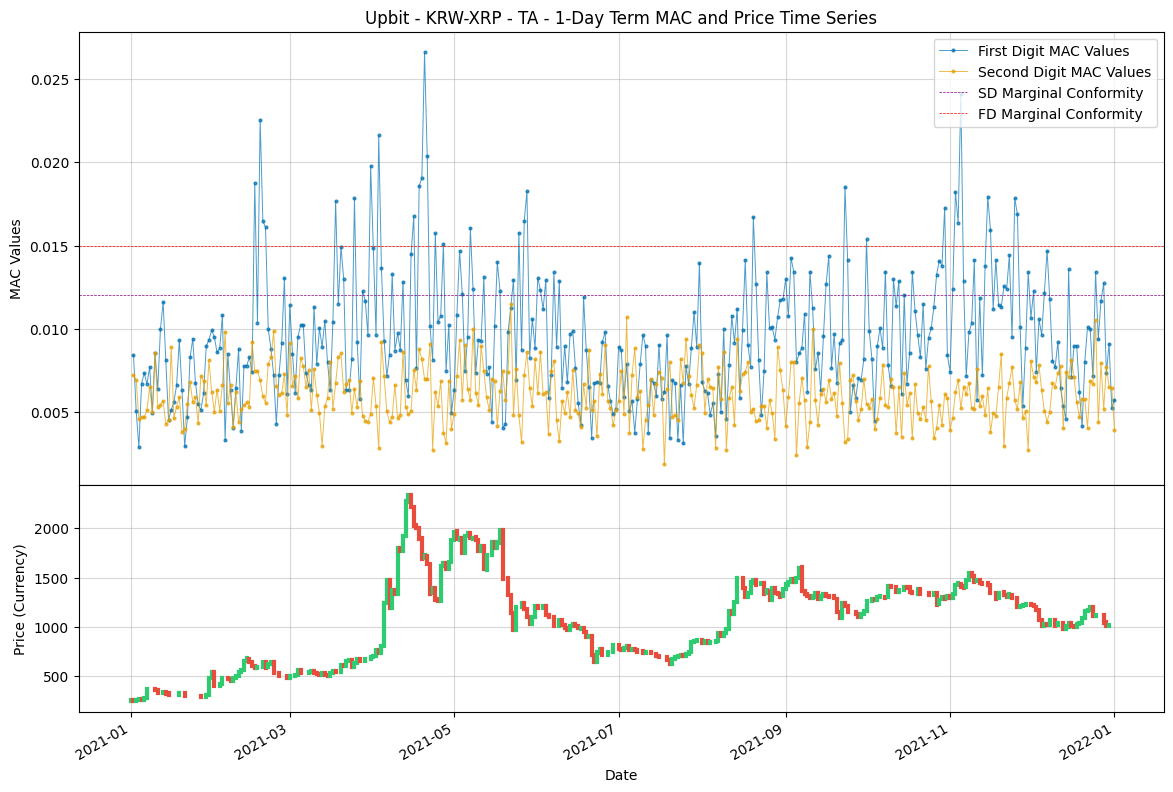 Upbit - KRW-XRP - TA - 1-Day Term MAC and Price Time Series
First Digit MAC Values
Second Digit MAC Values
SD Marginal Conformity
FD Marginal Conformity
MAC Values
0.025
0.020
0.015
0.010
0.005
Price (Currency)
2000
1500
1000
500
2021-01
2021-03
2021-05
2021-07
2021-09
2021-11
2022-01
Date